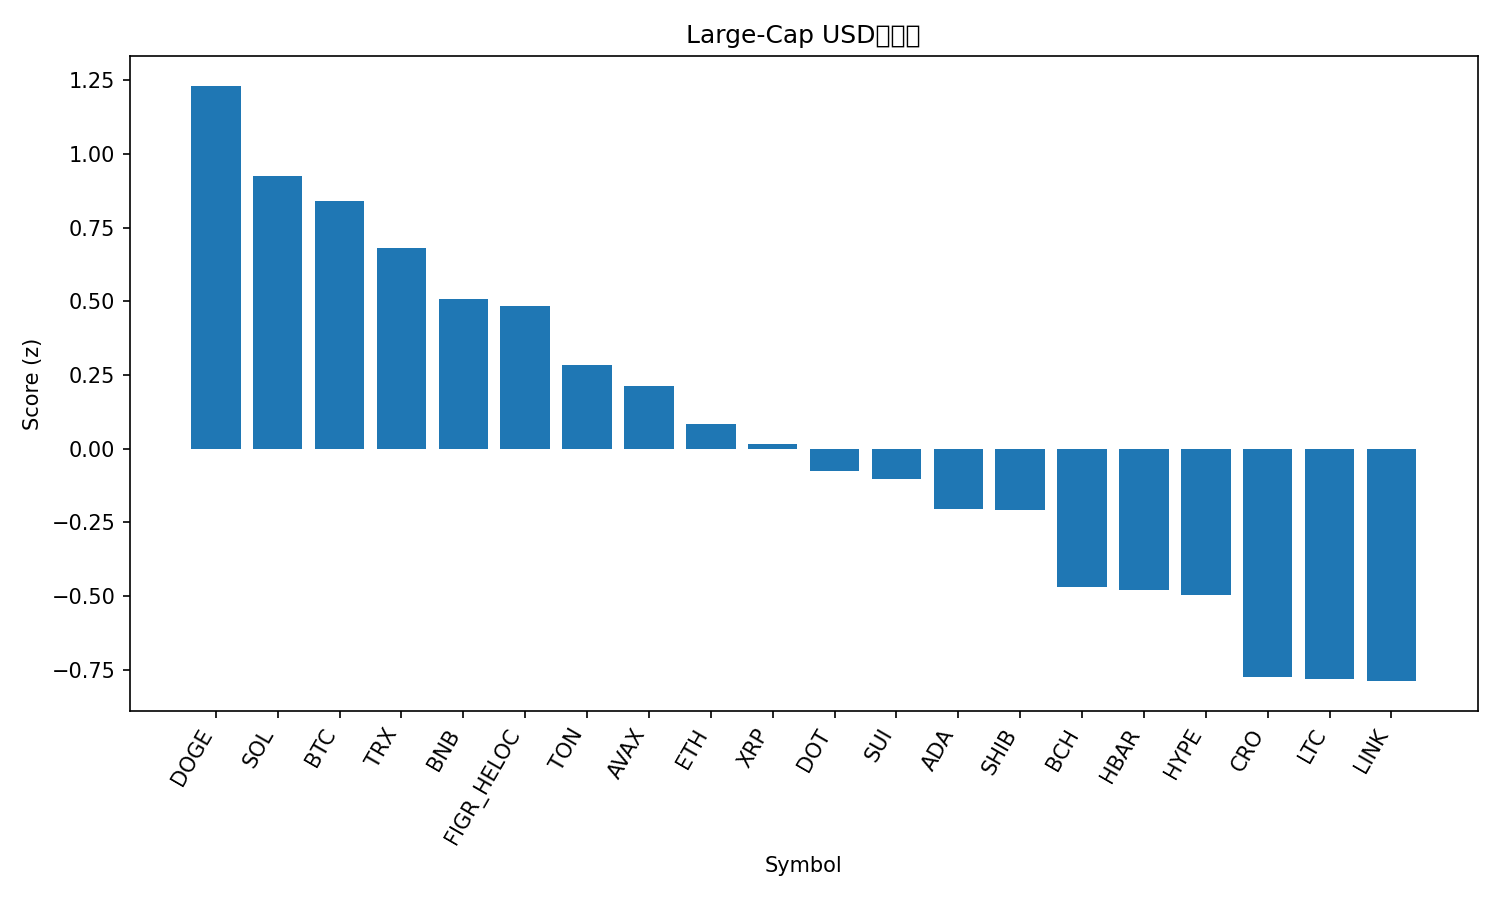 Large-Cap USD
Score (z)
1.25
1.00
0.75
0.50
0.25
0.00
−0.25
−0.50
−0.75
DOGE
SOL
BTC
TRX
BNB
FIGR_HELOC
TON
AVAX
ETH
XRP
DOT
SUI
ADA
SHIB
BCH
HBAR
HYPE
CRO
LTC
LINK
Symbol